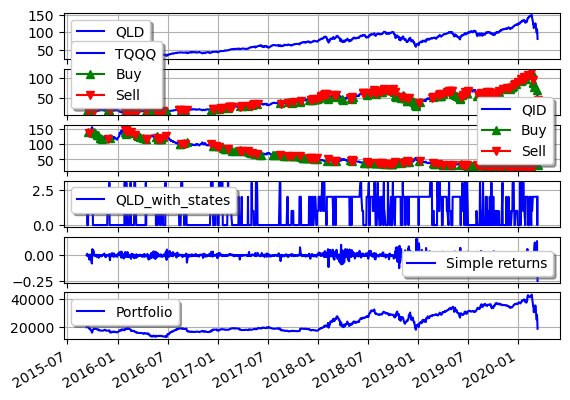 150
100
50
QLD
TQQQ
Buy
Sell
100
50
QID
Buy
Sell
150
100
50
2.5
0.0
QLD_with_states
0.00
−0.25
Simple returns
40000
20000
Portfolio
2015-07
2016-01
2016-07
2017-01
2017-07
2018-01
2018-07
2019-01
2019-07
2020-01